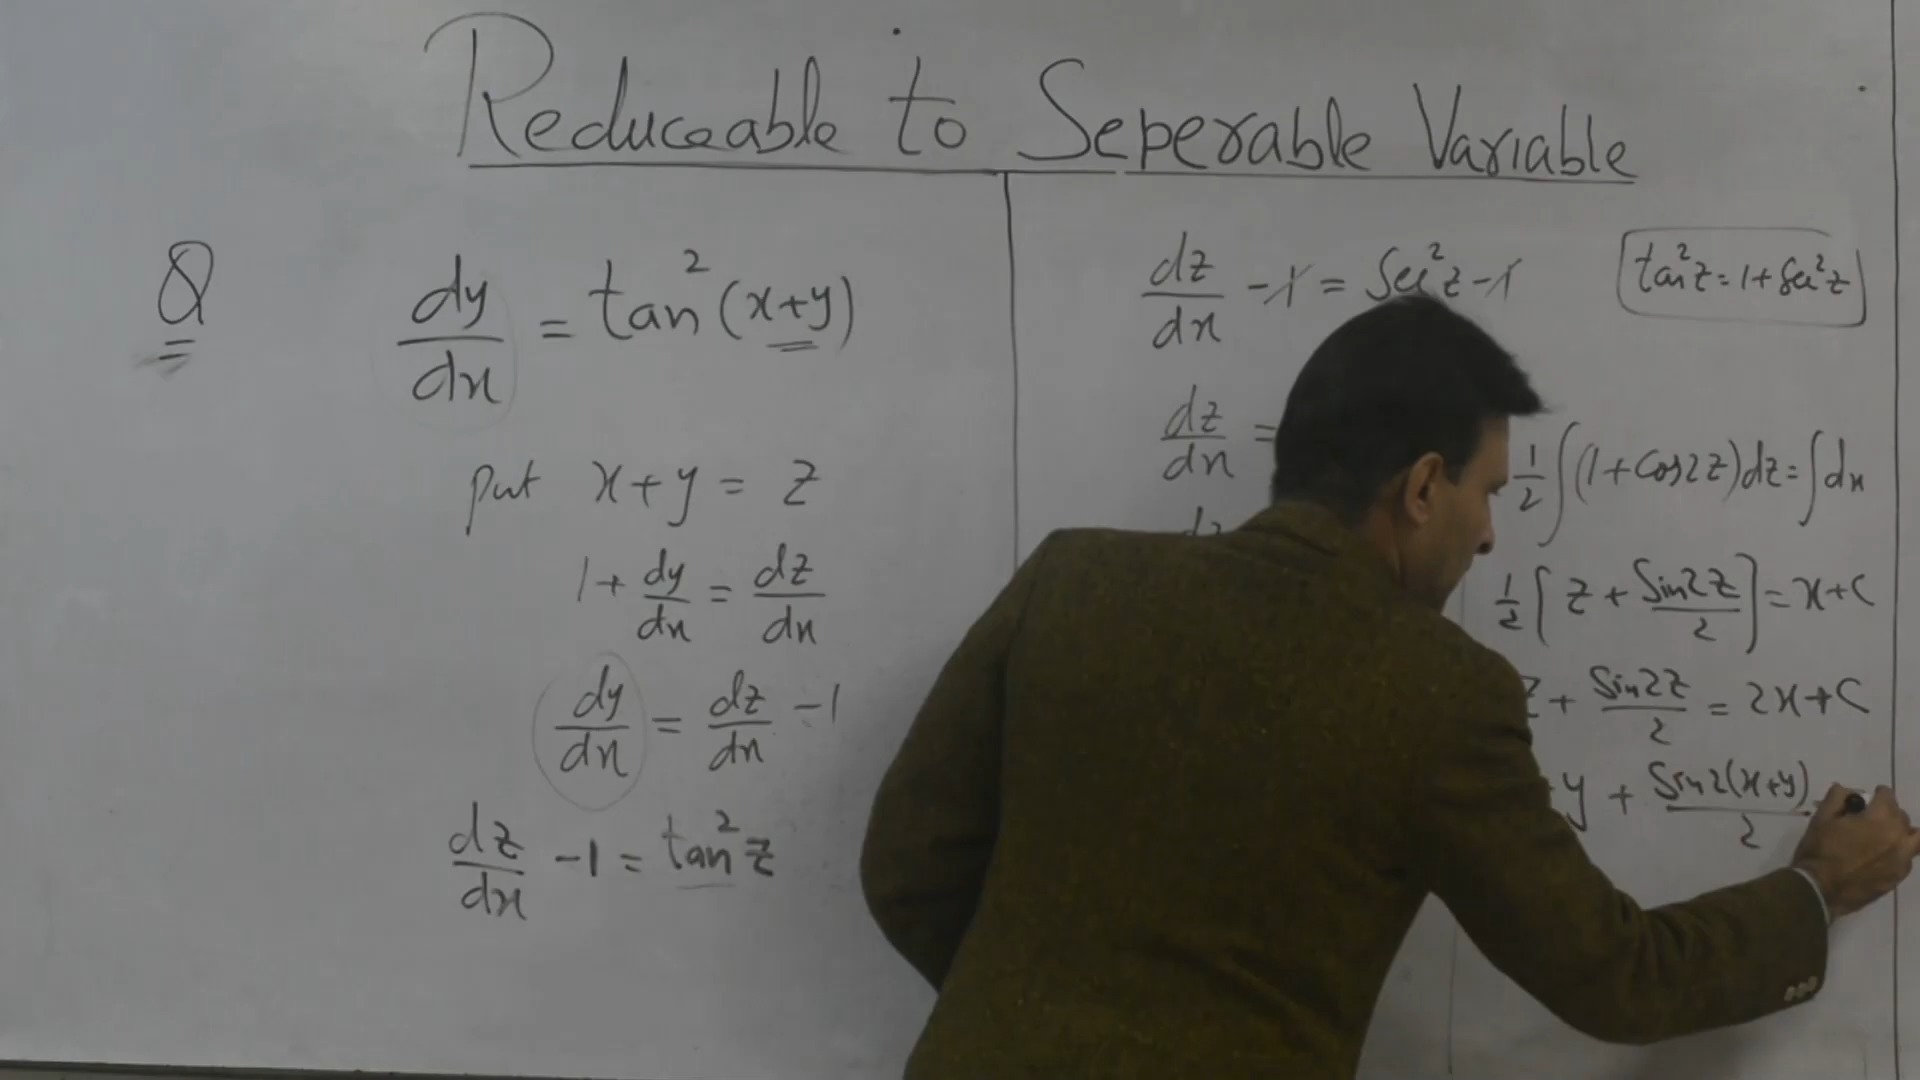 Reduceable to Seperable Variable
Q dy/dx = tan²(x+y)
put x+y = z
1 + dy/dx = dz/dx
dy/dx = dz/dx - 1
dz/dx - 1 = tan²z
dz/dx - 1 = Sec²z - 1
tan²z = 1 + Sec²z
dz/dx =
1/2 ∫(1+Cos2z)dz = ∫dx
1/2 [z + Sin2z/2] = x+C
z + Sin2z/2 = 2x+C
y + Sin2(x+y)/2